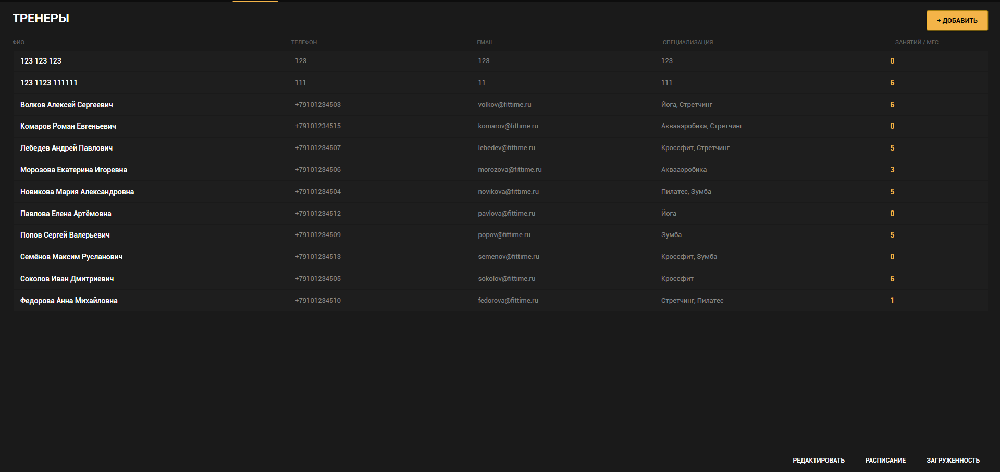 ТРЕНЕРЫ
+ ДОБАВИТЬ
ФИО ТЕЛЕФОН EMAIL СПЕЦИАЛИЗАЦИЯ ЗАНЯТИЙ / МЕС.
123 123 123 123 123 123 0
123 1123 111111 111 11 111 6
Волков Алексей Сергеевич +79101234503 volkov@fittime.ru Йога, Стретчинг 6
Комаров Роман Евгеньевич +79101234515 komarov@fittime.ru Аквааэробика, Стретчинг 0
Лебедев Андрей Павлович +79101234507 lebedev@fittime.ru Кроссфит, Стретчинг 5
Морозова Екатерина Игоревна +79101234506 morozova@fittime.ru Аквааэробика 3
Новикова Мария Александровна +79101234504 novikova@fittime.ru Пилатес, Зумба 5
Павлова Елена Артёмовна +79101234512 pavlova@fittime.ru Йога 0
Попов Сергей Валерьевич +79101234509 popov@fittime.ru Зумба 5
Семёнов Максим Русланович +79101234513 semenov@fittime.ru Кроссфит, Зумба 0
Соколов Иван Дмитриевич +79101234505 sokolov@fittime.ru Кроссфит 6
Федорова Анна Михайловна +79101234510 fedorova@fittime.ru Стретчинг, Пилатес 1
РЕДАКТИРОВАТЬ РАСПИСАНИЕ ЗАГРУЖЕННОСТЬ